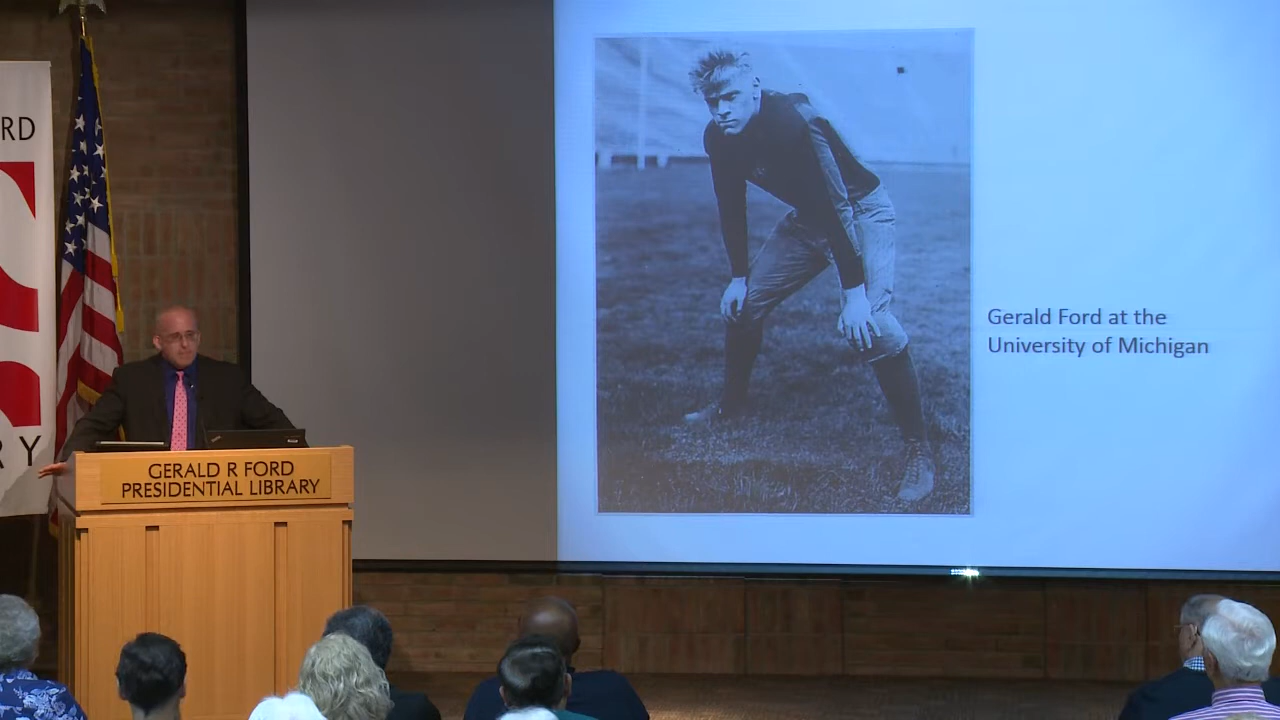 RD
RY
GERALD R FORD
PRESIDENTIAL LIBRARY
Gerald Ford at the
University of Michigan